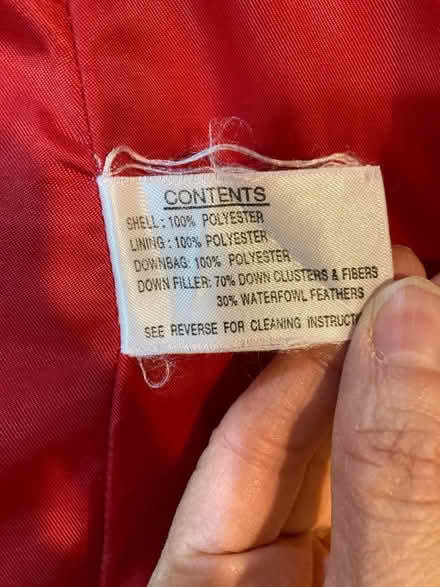 CONTENTS
SHELL: 100% POLYESTER
LINING: 100% POLYESTER
DOWNBAG: 100% POLYESTER
DOWN FILLER: 70% DOWN CLUSTERS & FIBERS
30% WATERFOWL FEATHERS
SEE REVERSE FOR CLEANING INSTRUCT